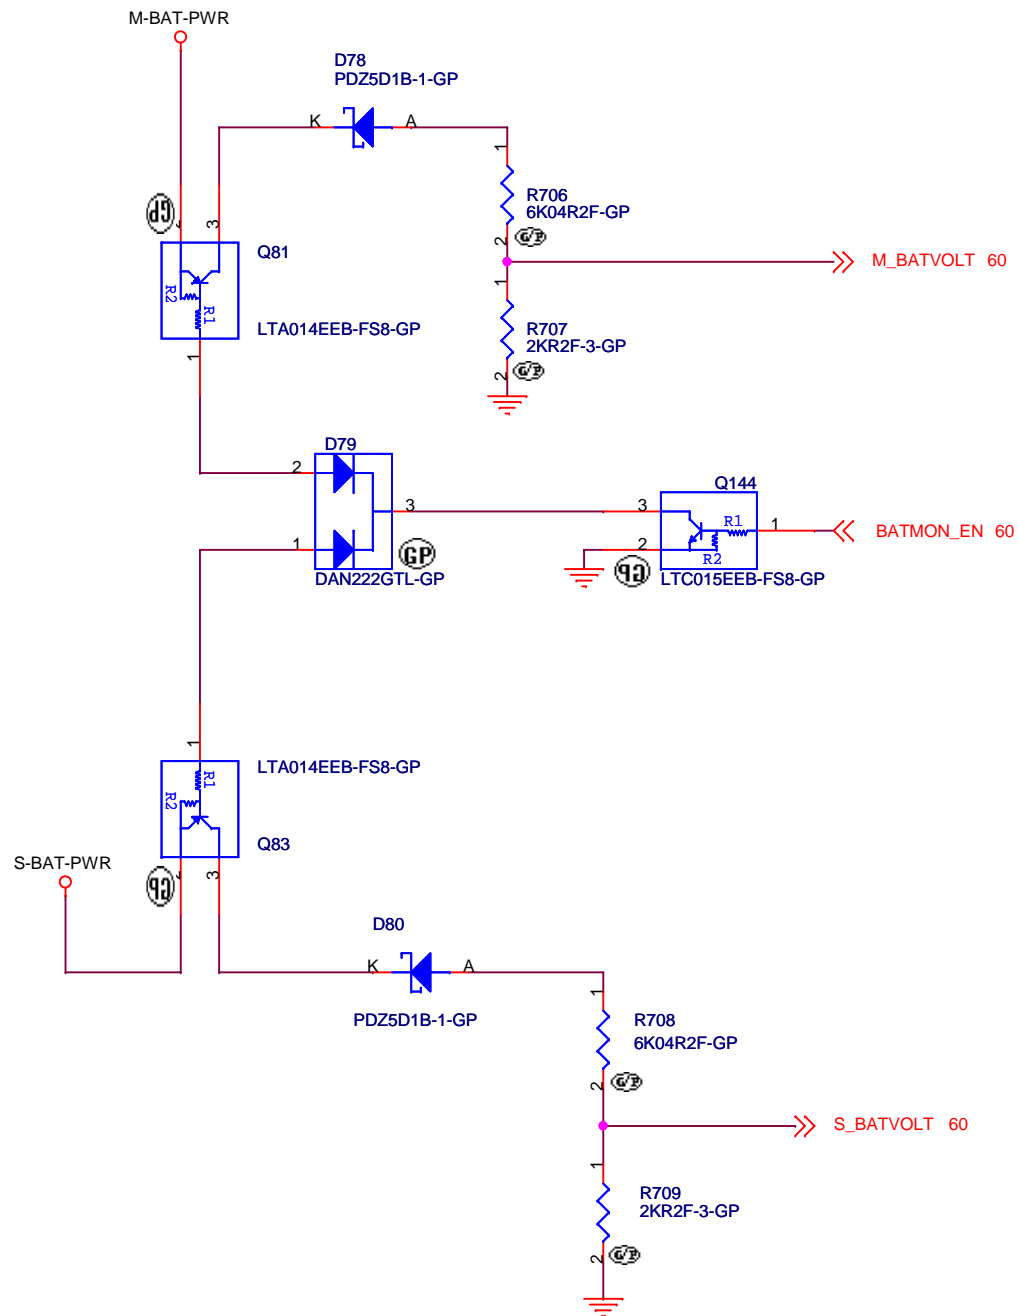 M-BAT-PWR
D78
PDZ5D1B-1-GP
K
A
1
R706
6K04R2F-GP
GP
3
2
G/P
Q81
M_BATVOLT 60
R2
R1
1
LTA014EEB-FS8-GP
R707
2KR2F-3-GP
1
2
G/P
D79
2
Q144
3
3
R1
1
BATMON_EN 60
1
GP
2
R2
DAN222GTL-GP
GP
LTC015EEB-FS8-GP
1
LTA014EEB-FS8-GP
R1
R2
Q83
S-BAT-PWR
GP
3
D80
K
A
1
PDZ5D1B-1-GP
R708
6K04R2F-GP
2
G/P
S_BATVOLT 60
1
R709
2KR2F-3-GP
2
G/P